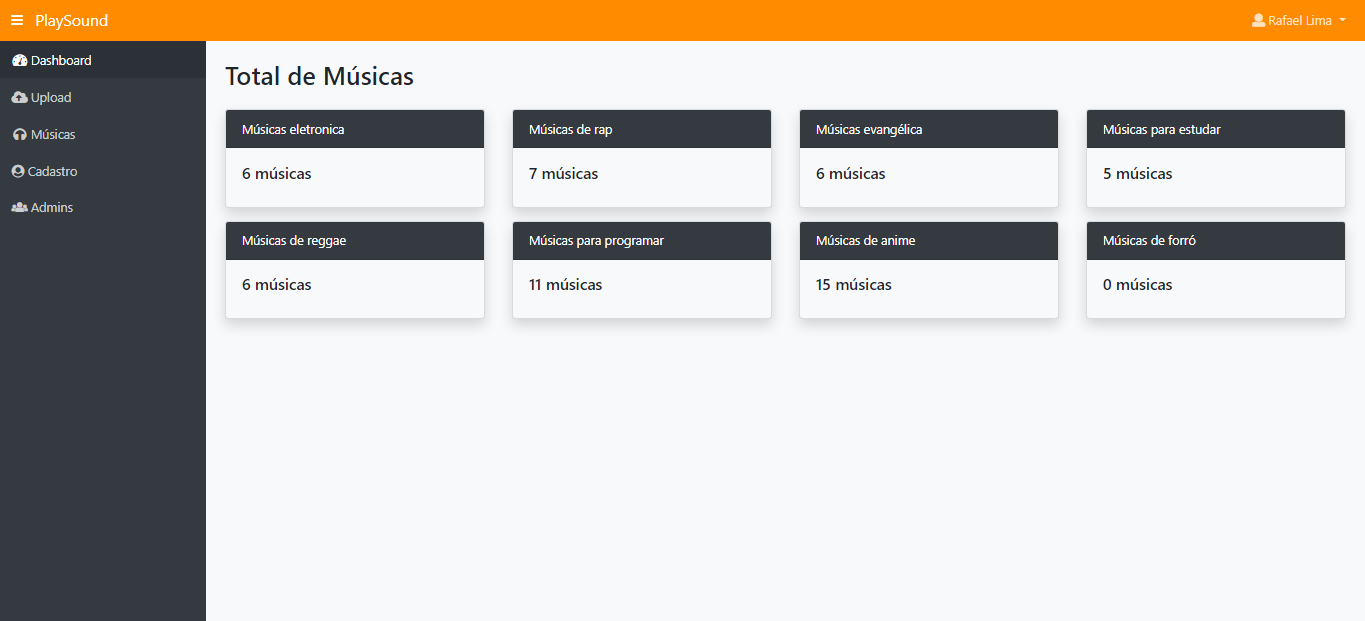 PlaySound
Rafael Lima
Dashboard
Upload
Músicas
Cadastro
Admins
Total de Músicas
Músicas eletronica
6 músicas
Músicas de rap
7 músicas
Músicas evangélica
6 músicas
Músicas para estudar
5 músicas
Músicas de reggae
6 músicas
Músicas para programar
11 músicas
Músicas de anime
15 músicas
Músicas de forró
0 músicas